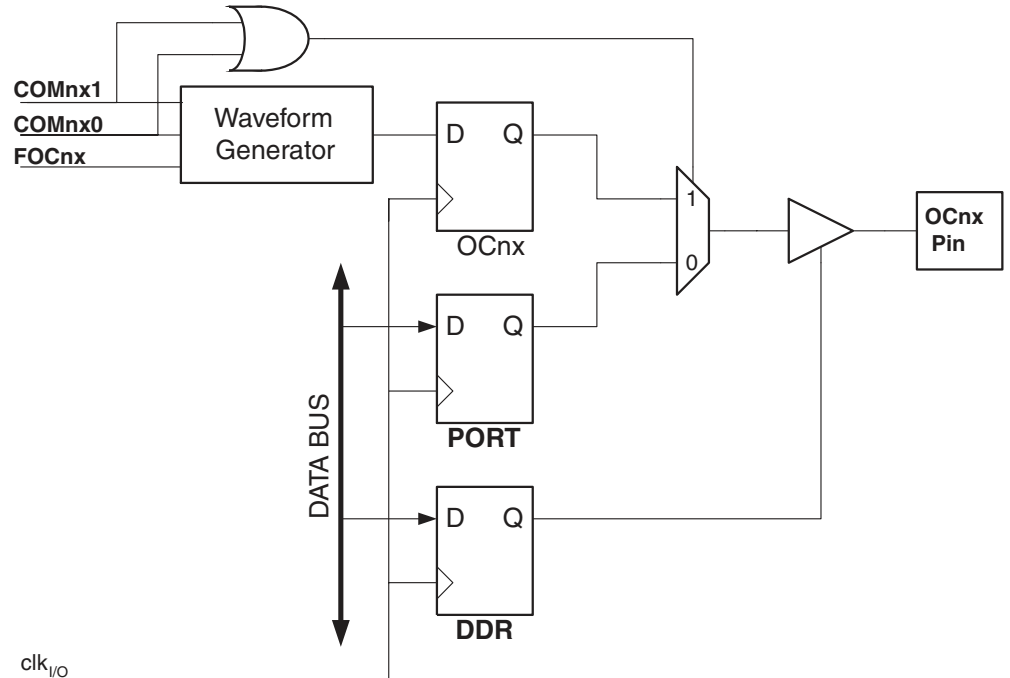 COMnx1
COMnx0
FOCnx
Waveform
Generator
D Q
OCnx
1
0
OCnx
Pin
D Q
PORT
D Q
DDR
DATA BUS
clkI/O